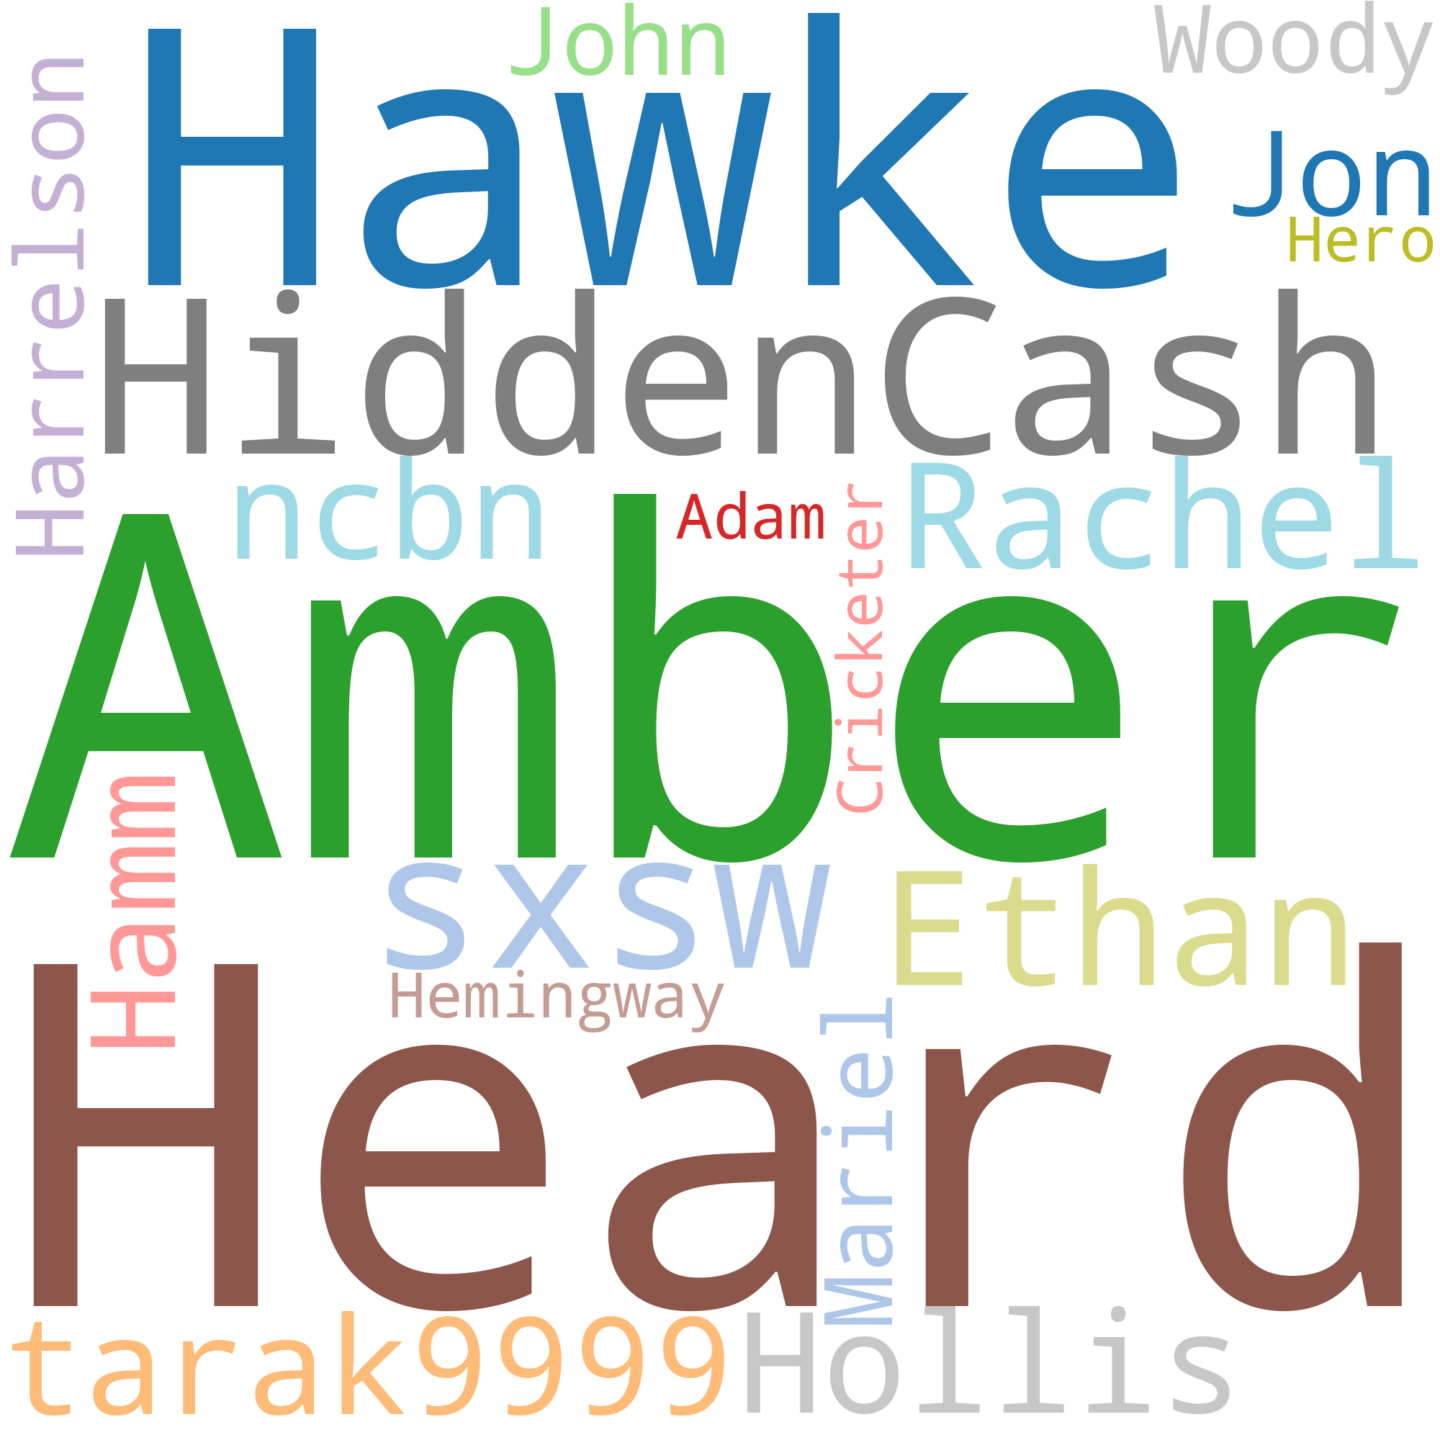 John
Woody
Hawke
Harrelson
Jon
Hero
HiddenCash
ncbn
Adam
Cricketer
Rachel
Amber
Hamm
sxsw
Ethan
Hemingway
Mariel
Heard
tarak9999
Hollis